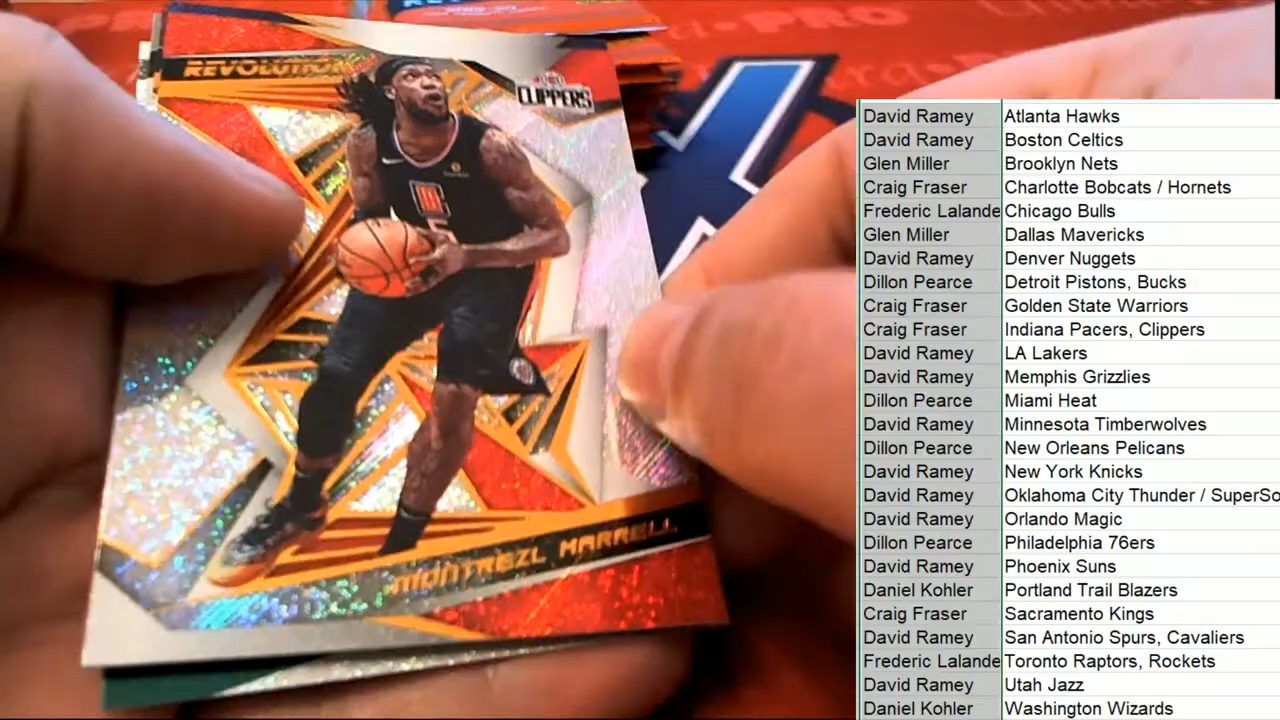 REVOLUTION
CLIPPERS
MONTREZL HARRELL
PRO
David Ramey Atlanta Hawks
David Ramey Boston Celtics
Glen Miller Brooklyn Nets
Craig Fraser Charlotte Bobcats / Hornets
Frederic Lalande Chicago Bulls
Glen Miller Dallas Mavericks
David Ramey Denver Nuggets
Dillon Pearce Detroit Pistons, Bucks
Craig Fraser Golden State Warriors
Craig Fraser Indiana Pacers, Clippers
David Ramey LA Lakers
David Ramey Memphis Grizzlies
Dillon Pearce Miami Heat
David Ramey Minnesota Timberwolves
Dillon Pearce New Orleans Pelicans
David Ramey New York Knicks
David Ramey Oklahoma City Thunder / SuperSo
David Ramey Orlando Magic
Dillon Pearce Philadelphia 76ers
David Ramey Phoenix Suns
Daniel Kohler Portland Trail Blazers
Craig Fraser Sacramento Kings
David Ramey San Antonio Spurs, Cavaliers
Frederic Lalande Toronto Raptors, Rockets
David Ramey Utah Jazz
Daniel Kohler Washington Wizards